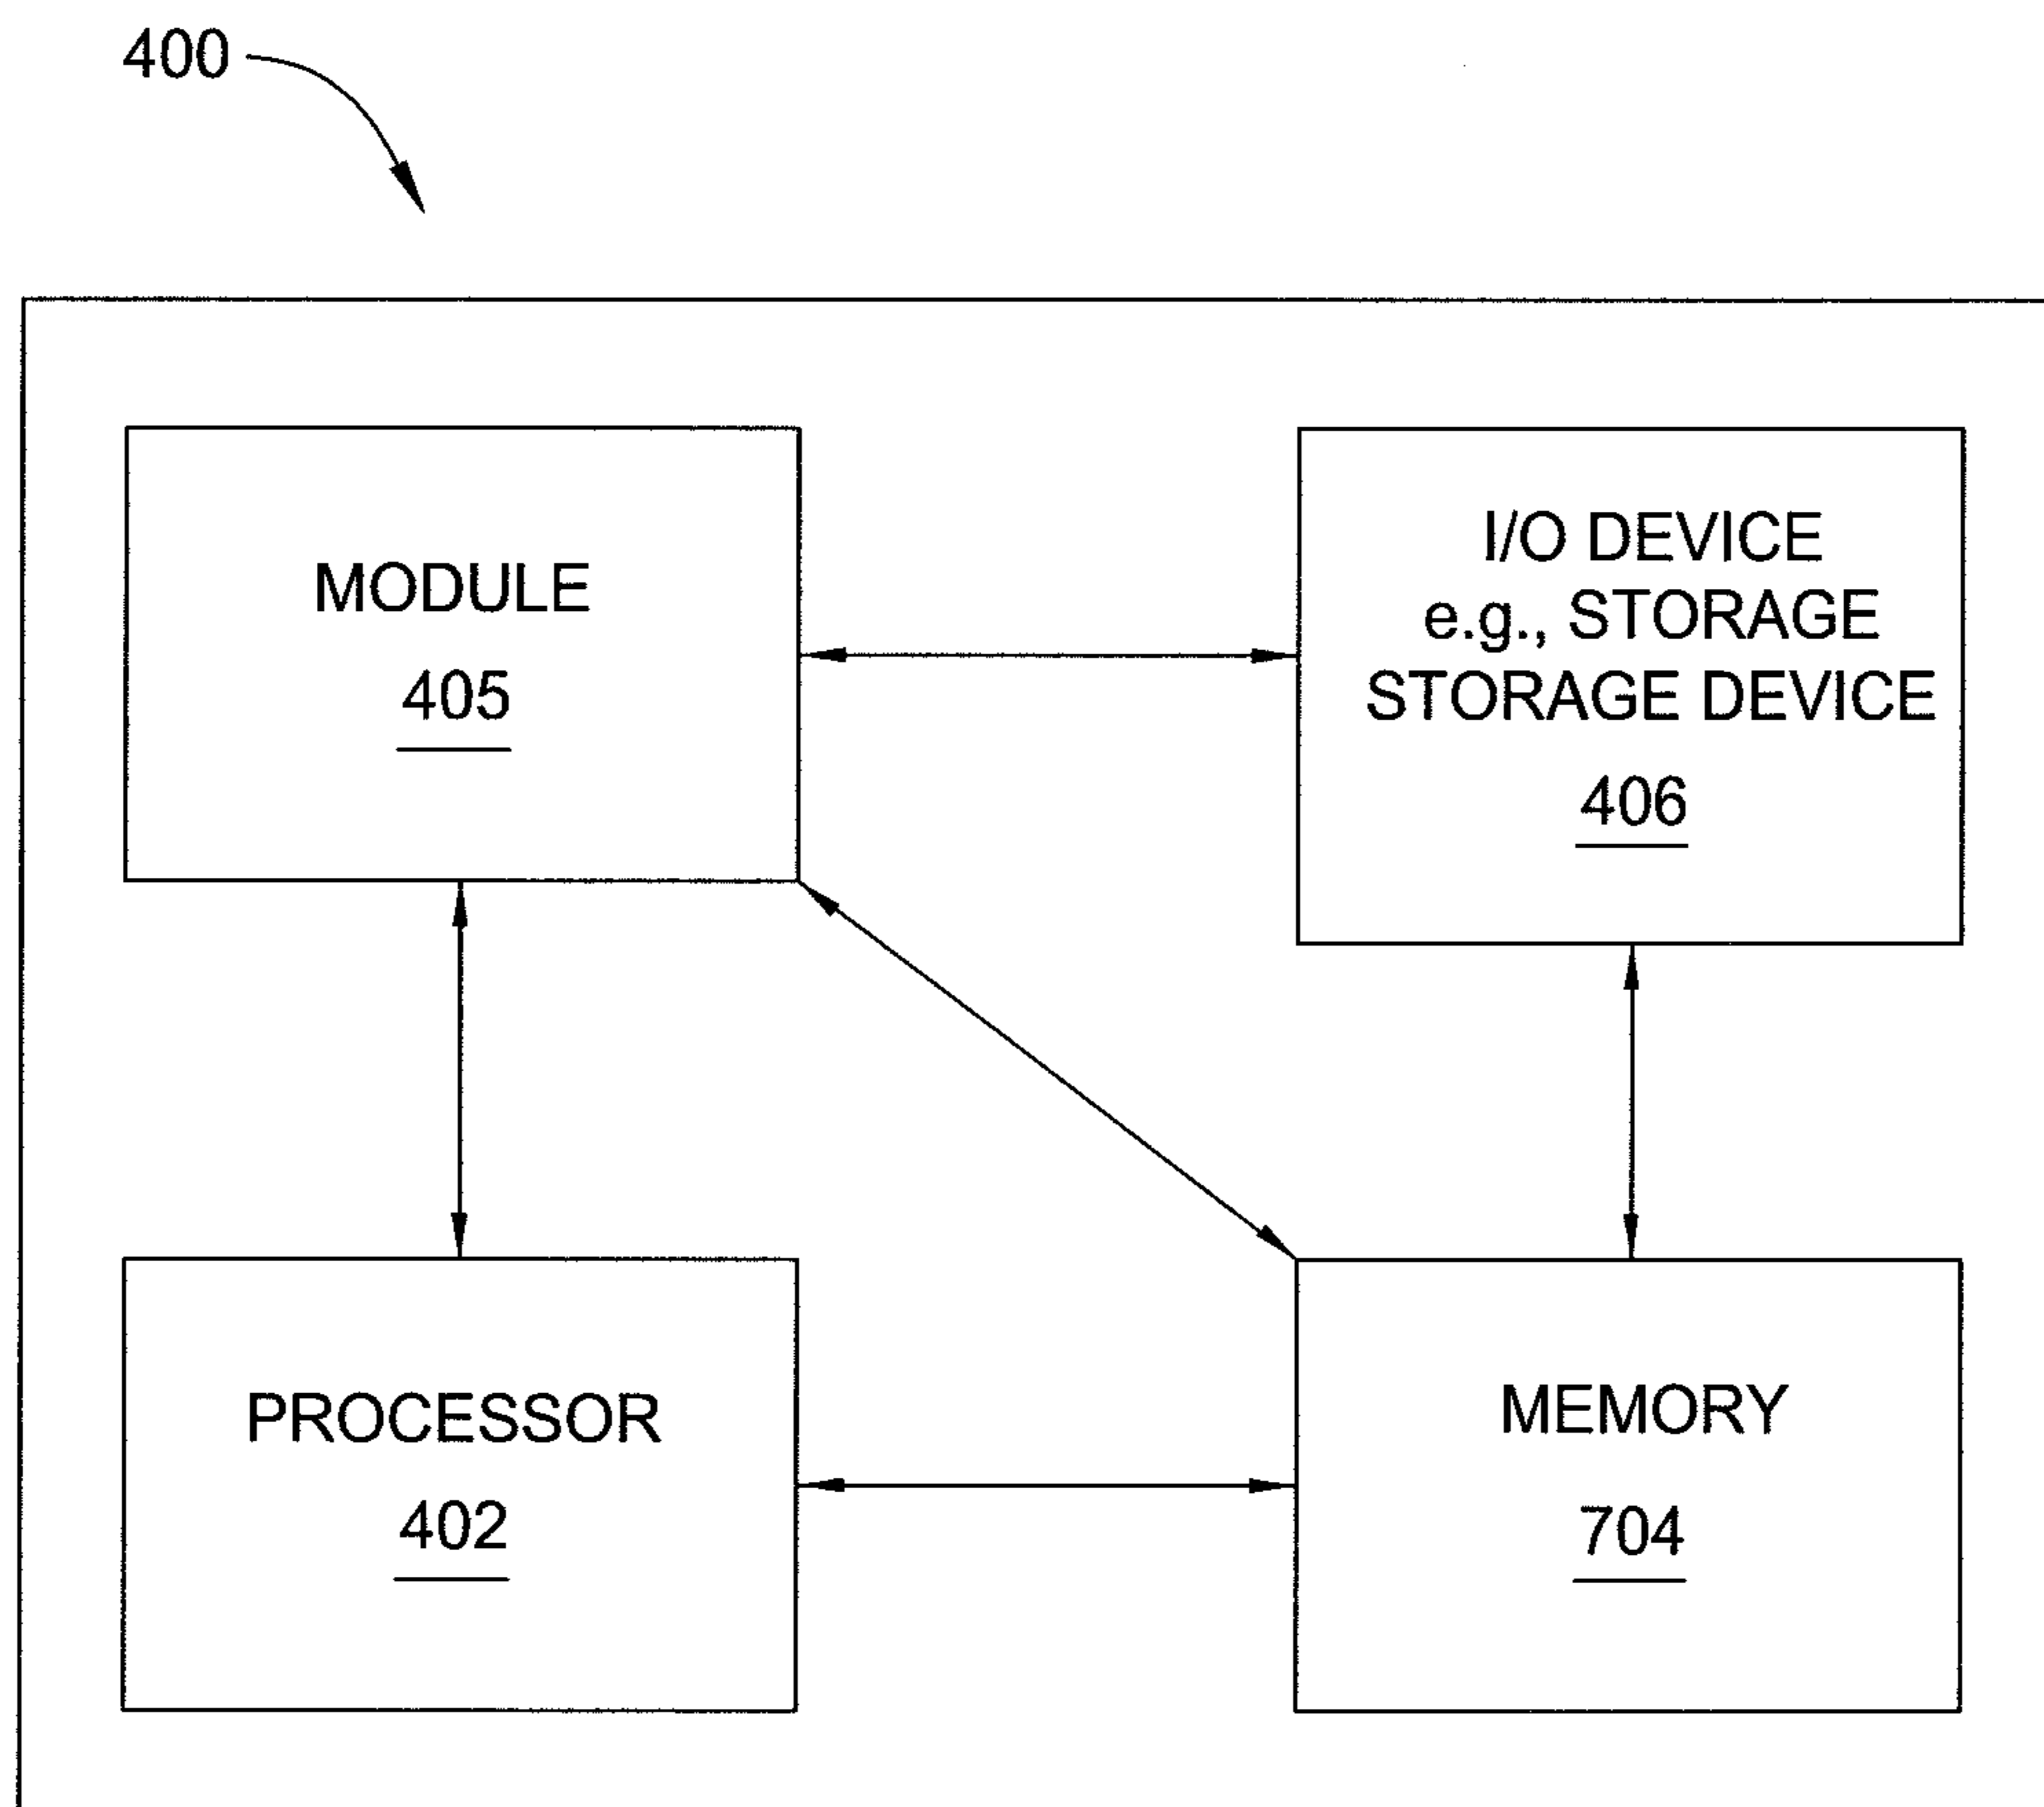 400
MODULE
405
I/O DEVICE
e.g., STORAGE
STORAGE DEVICE
406
PROCESSOR
402
MEMORY
704